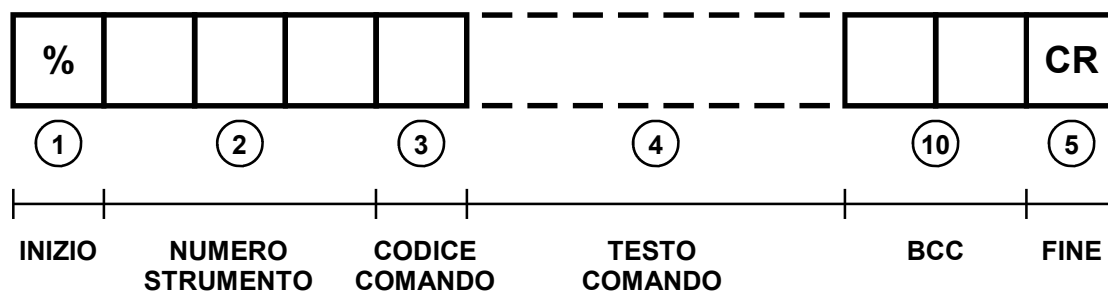 % CR
1 2 3 4 10 5
INIZIO NUMERO CODICE TESTO BCC FINE
STRUMENTO COMANDO COMANDO